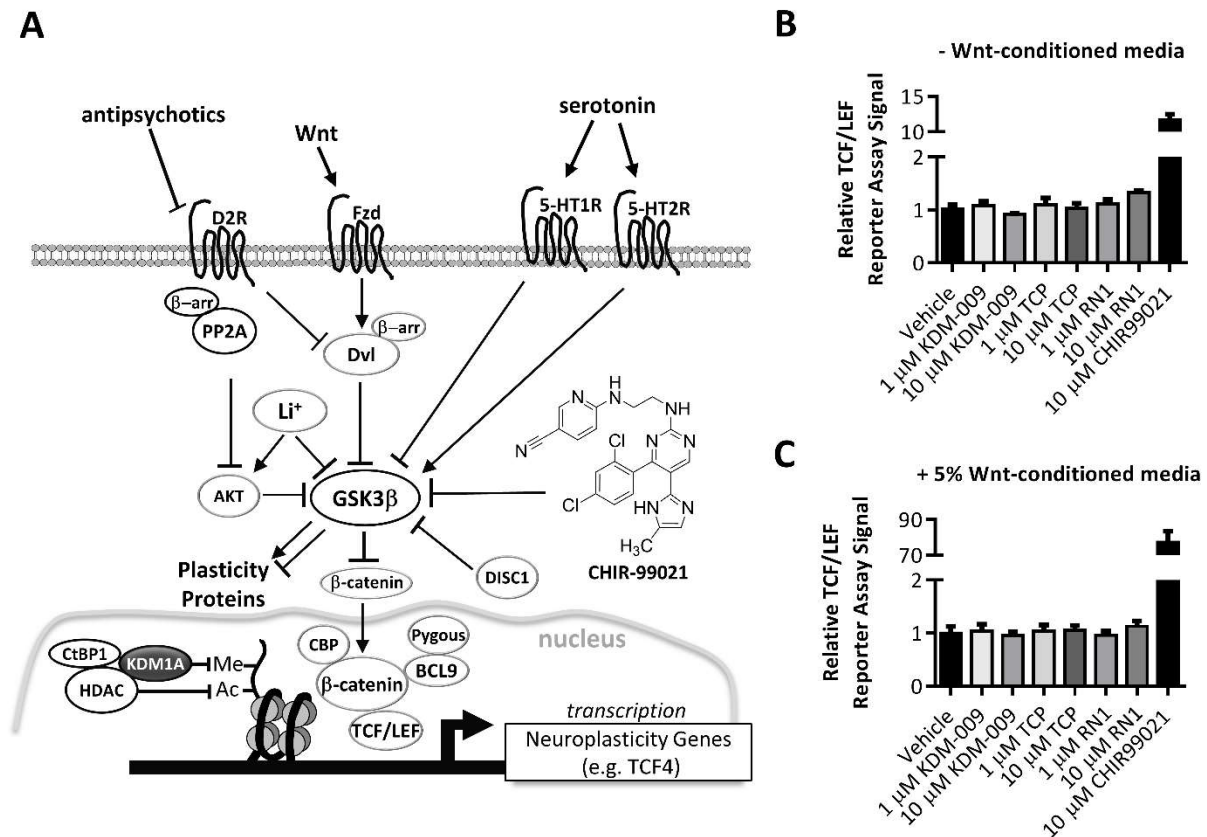 A
antipsychotics
Wnt
serotonin
D2R
Fzd
5-HT1R
5-HT2R
β–arr
PP2A
β–arr
Dvl
Li⁺
AKT
GSK3β
N
H
N
NH
N
N
N
Cl
Cl
HN
N
H₃C
CHIR-99021
Plasticity
Proteins
β-catenin
DISC1
nucleus
CBP
Pygous
BCL9
β-catenin
TCF/LEF
CtBP1
KDM1A
Me
HDAC
Ac
transcription
Neuroplasticity Genes
(e.g. TCF4)
B
- Wnt-conditioned media
Relative TCF/LEF
Reporter Assay Signal
15
10
2
1
0
Vehicle
1 µM KDM-009
10 µM KDM-009
1 µM TCP
10 µM TCP
1 µM RN1
10 µM RN1
10 µM CHIR99021
C
+ 5% Wnt-conditioned media
Relative TCF/LEF
Reporter Assay Signal
90
70
2
1
0
Vehicle
1 µM KDM-009
10 µM KDM-009
1 µM TCP
10 µM TCP
1 µM RN1
10 µM RN1
10 µM CHIR99021